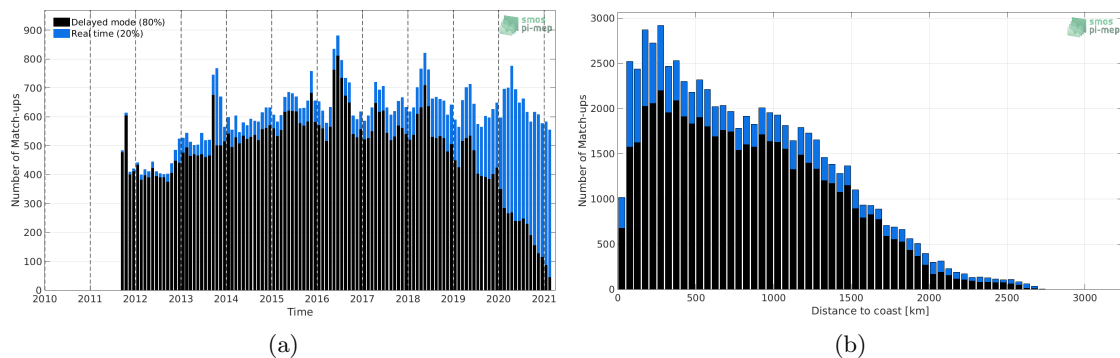 Delayed mode (80%)
Real time (20%)
smos
pi-mep
Number of Match-ups
900
800
700
600
500
400
300
200
100
0
2010 2011 2012 2013 2014 2015 2016 2017 2018 2019 2020 2021
Time
(a)
smos
pi-mep
Number of Match-ups
3000
2500
2000
1500
1000
500
0
0 500 1000 1500 2000 2500 3000
Distance to coast [km]
(b)